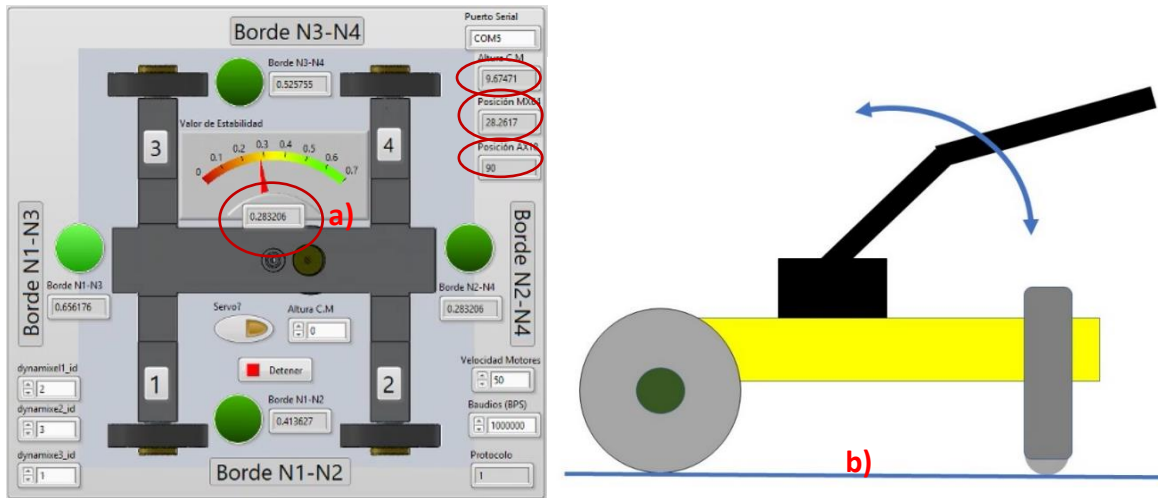 Borde N3-N4
Puerto Serial
COM5
Borde N3-N4
0.525755
Altura C.M
9.67471
Posición MX64
28.2617
Posición AX18
90
Valor de Estabilidad
0 0.1 0.2 0.3 0.4 0.5 0.6 0.7
0.283206
a)
3
4
Borde N1-N3
Borde N2-N4
Borde N1-N3
0.656176
Borde N2-N4
0.283206
Servo?
Altura C.M
0
Detener
1
2
dynamixel1_id
2
dynamixe2_id
3
dynamixe3_id
1
Velocidad Motores
50
Baudios (BPS)
1000000
Protocolo
1
Borde N1-N2
0.413627
Borde N1-N2
b)